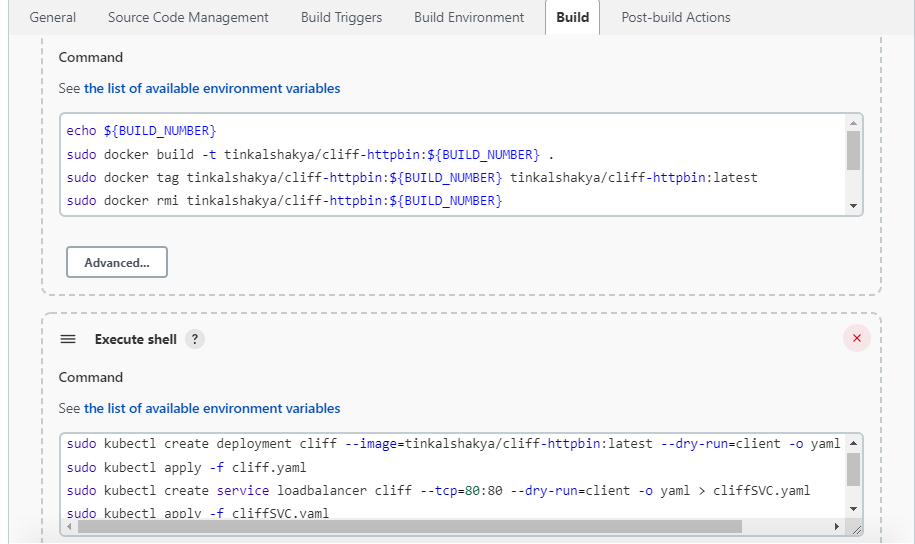 General Source Code Management Build Triggers Build Environment Build Post-build Actions
Command
See the list of available environment variables
echo ${BUILD_NUMBER}
sudo docker build -t tinkalshakya/cliff-httpbin:${BUILD_NUMBER} .
sudo docker tag tinkalshakya/cliff-httpbin:${BUILD_NUMBER} tinkalshakya/cliff-httpbin:latest
sudo docker rmi tinkalshakya/cliff-httpbin:${BUILD_NUMBER}
Advanced...
Execute shell ?
Command
See the list of available environment variables
sudo kubectl create deployment cliff --image=tinkalshakya/cliff-httpbin:latest --dry-run=client -o yaml
sudo kubectl apply -f cliff.yaml
sudo kubectl create service loadbalancer cliff --tcp=80:80 --dry-run=client -o yaml > cliffSVC.yaml
sudo kubectl apply -f cliffSVC.yaml